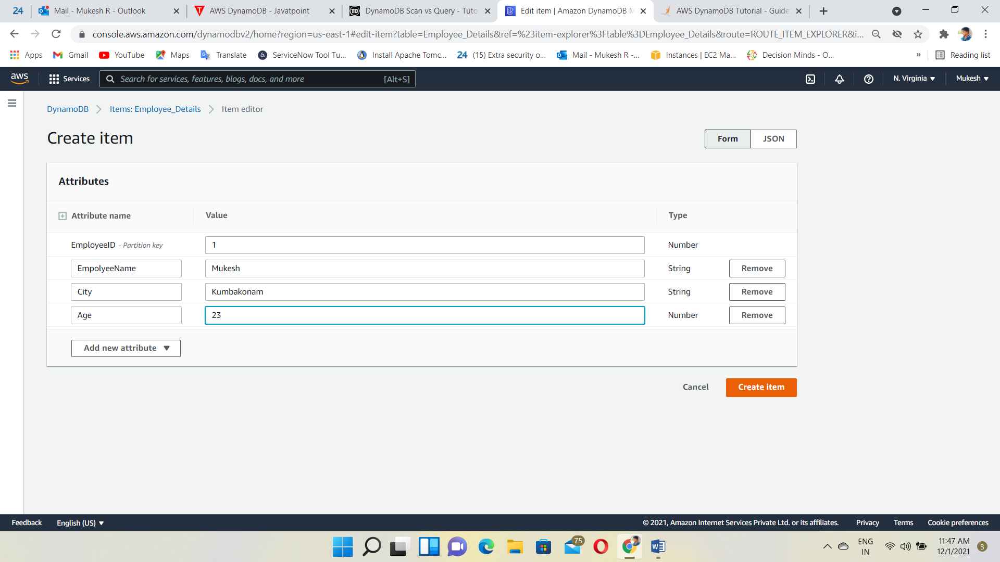 24 Mail - Mukesh R - Outlook AWS DynamoDB - Javatpoint TD DynamoDB Scan vs Query - Tuto Edit item | Amazon DynamoDB M AWS DynamoDB Tutorial - Guide
console.aws.amazon.com/dynamodbv2/home?region=us-east-1#edit-item?table=Employee_Details&ref=%23item-explorer%3Ftable%3DEmployee_Details&route=ROUTE_ITEM_EXPLORER&i...
Apps Gmail YouTube Maps Translate ServiceNow Tool Tu... Install Apache Tomc... 24 (15) Extra security o... Mail - Mukesh R -... Instances | EC2 Ma... Decision Minds - O... » Reading list
aws Services Search for services, features, blogs, docs, and more [Alt+S] N. Virginia Mukesh
DynamoDB Items: Employee_Details Item editor
Create item Form JSON
Attributes
Attribute name Value Type
EmployeeID - Partition key 1 Number
EmpolyeeName Mukesh String Remove
City Kumbakonam String Remove
Age 23 Number Remove
Add new attribute
Cancel Create item
Feedback English (US) © 2021, Amazon Internet Services Private Ltd. or its affiliates. Privacy Terms Cookie preferences
75 ENG 11:47 AM
IN 12/1/2021 3